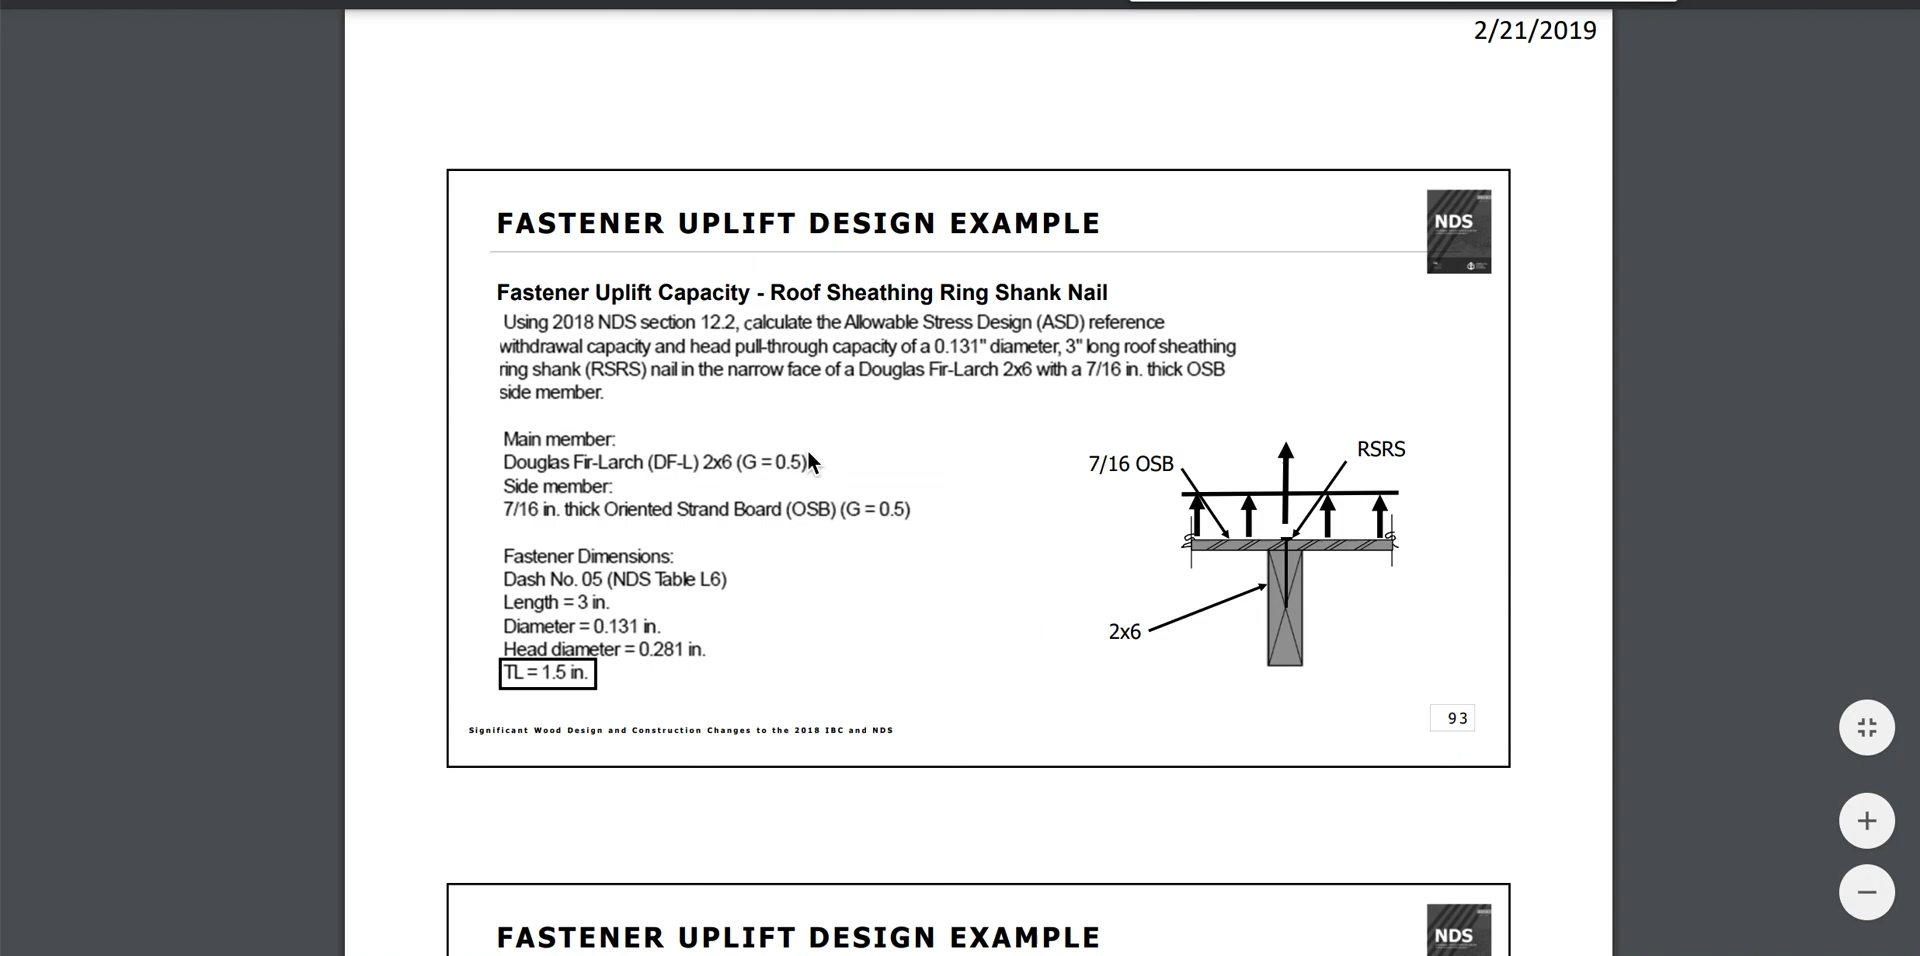 2/21/2019
FASTENER UPLIFT DESIGN EXAMPLE
NDS
Fastener Uplift Capacity - Roof Sheathing Ring Shank Nail
Using 2018 NDS section 12.2, calculate the Allowable Stress Design (ASD) reference
withdrawal capacity and head pull-through capacity of a 0.131" diameter, 3" long roof sheathing
ring shank (RSRS) nail in the narrow face of a Douglas Fir-Larch 2x6 with a 7/16 in. thick OSB
side member.
Main member:
Douglas Fir-Larch (DF-L) 2x6 (G = 0.5)
Side member:
7/16 in. thick Oriented Strand Board (OSB) (G = 0.5)
Fastener Dimensions:
Dash No. 05 (NDS Table L6)
Length = 3 in.
Diameter = 0.131 in.
Head diameter = 0.281 in.
TL = 1.5 in.
7/16 OSB
RSRS
2x6
Significant Wood Design and Construction Changes to the 2018 IBC and NDS
93
FASTENER UPLIFT DESIGN EXAMPLE
NDS